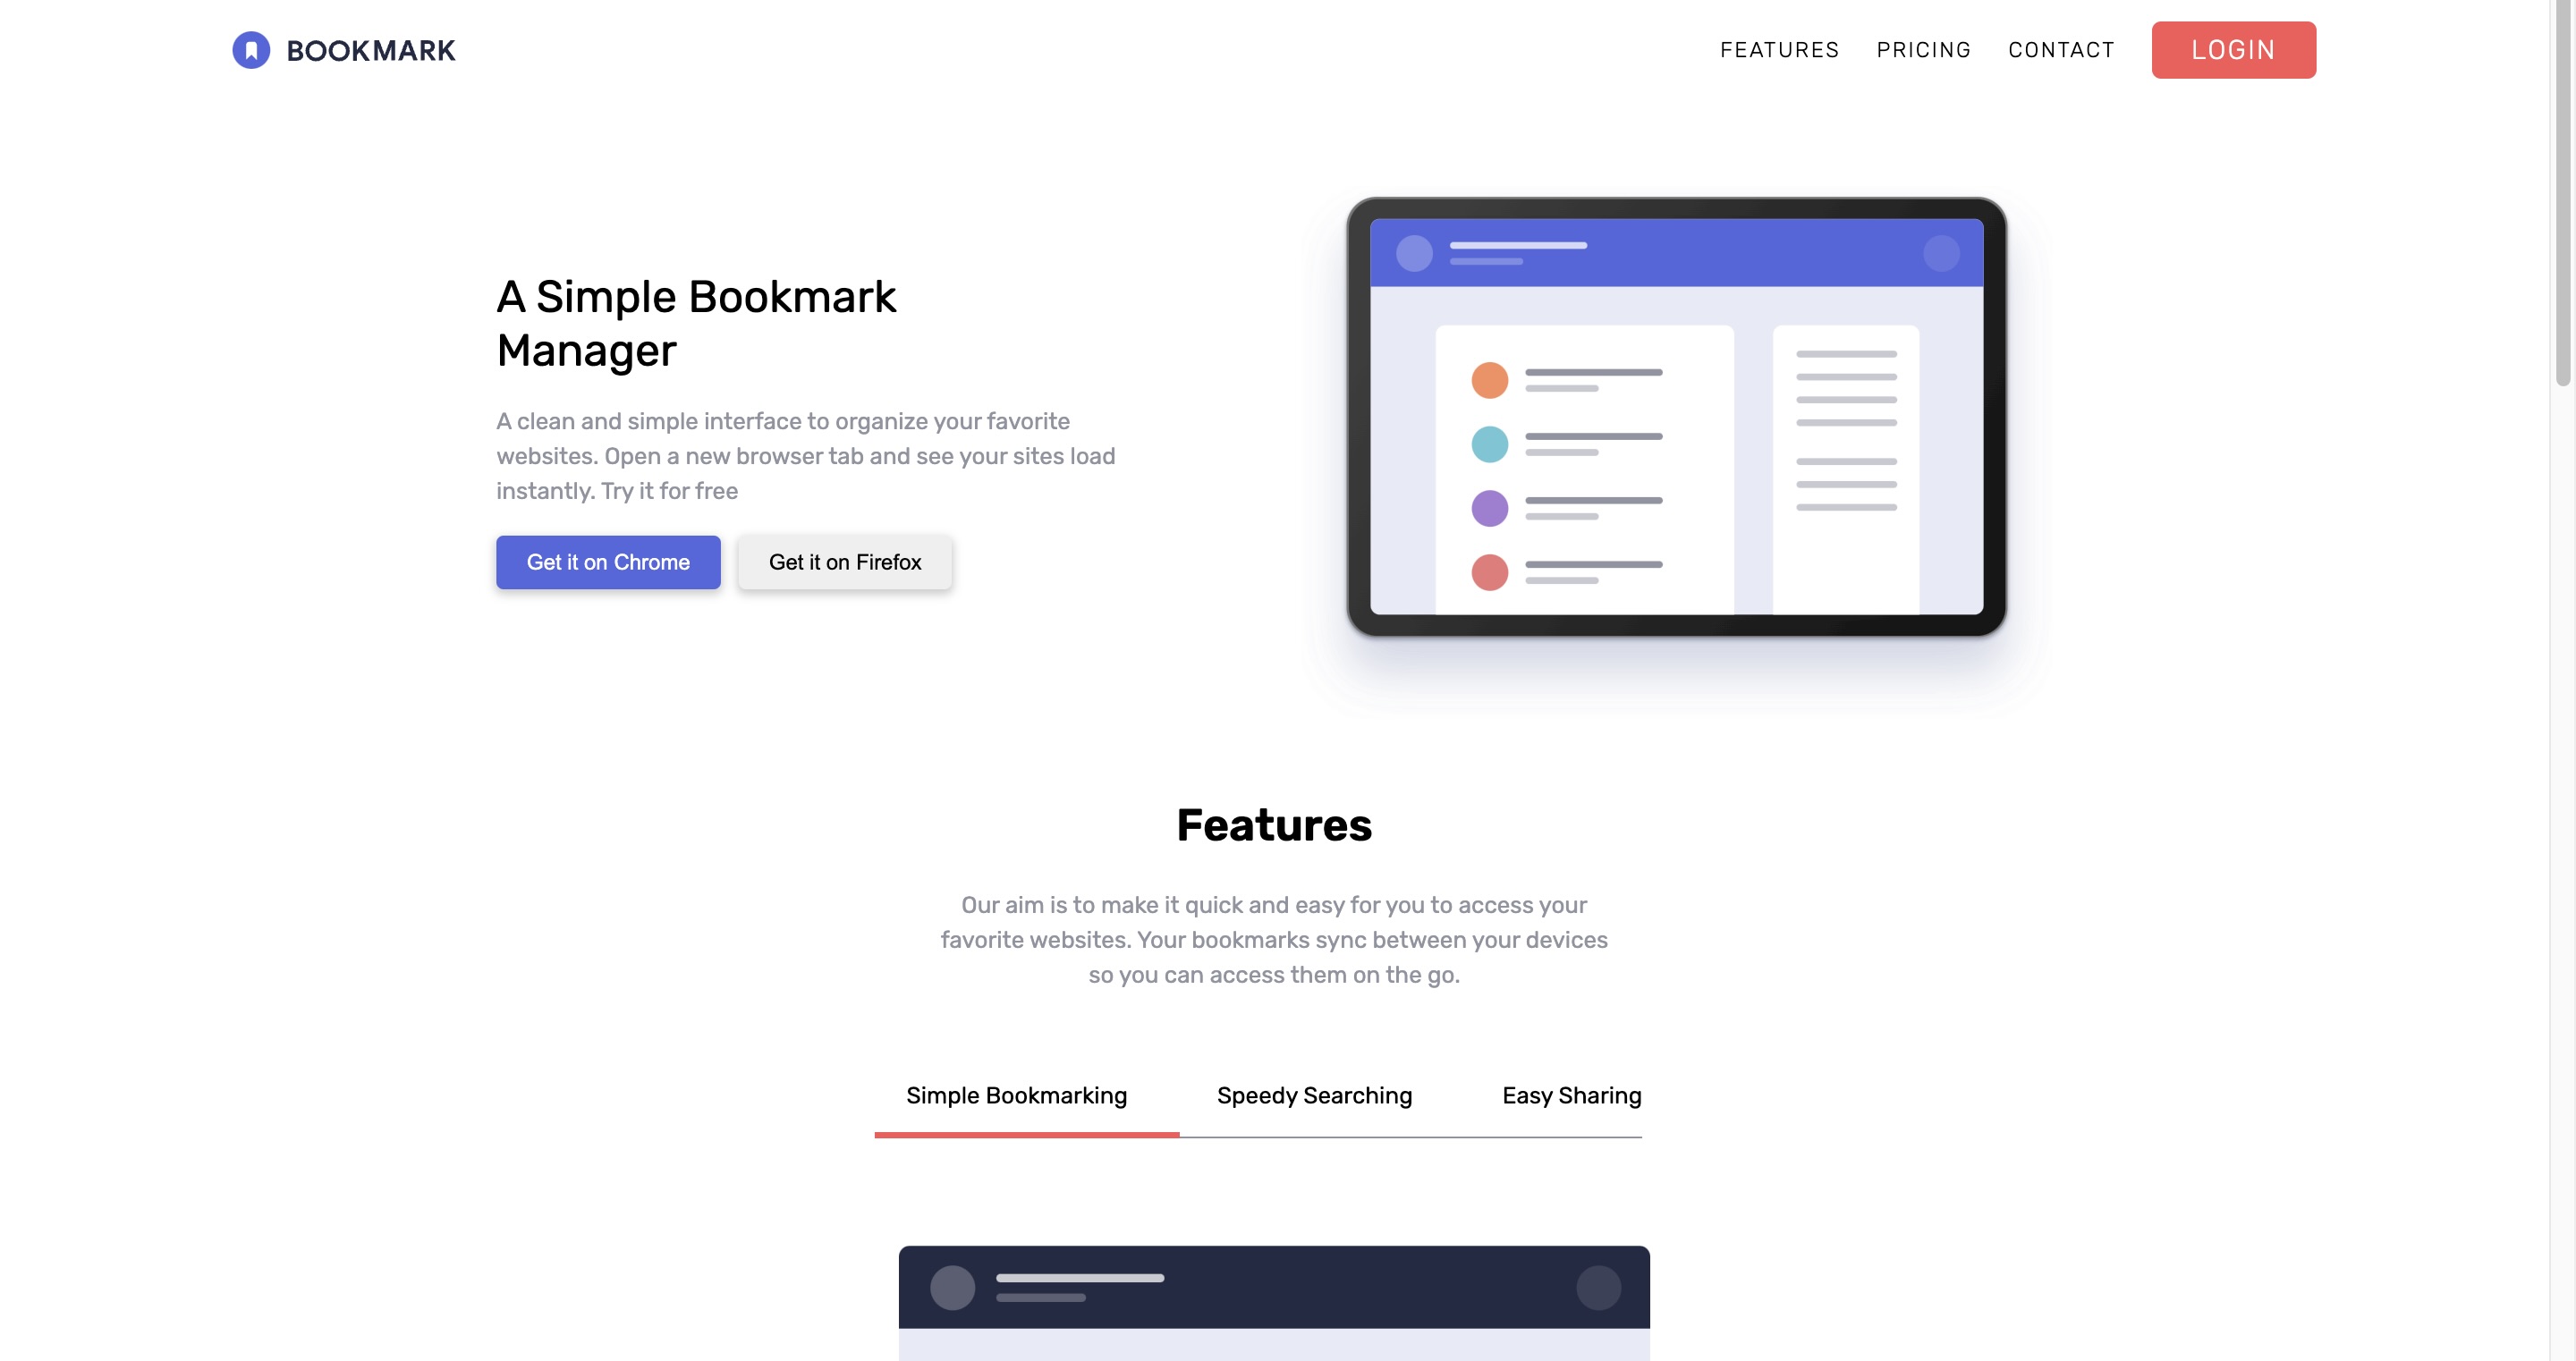 BOOKMARK
FEATURES PRICING CONTACT LOGIN
A Simple Bookmark
Manager
A clean and simple interface to organize your favorite
websites. Open a new browser tab and see your sites load
instantly. Try it for free
Get it on Chrome Get it on Firefox
Features
Our aim is to make it quick and easy for you to access your
favorite websites. Your bookmarks sync between your devices
so you can access them on the go.
Simple Bookmarking Speedy Searching Easy Sharing